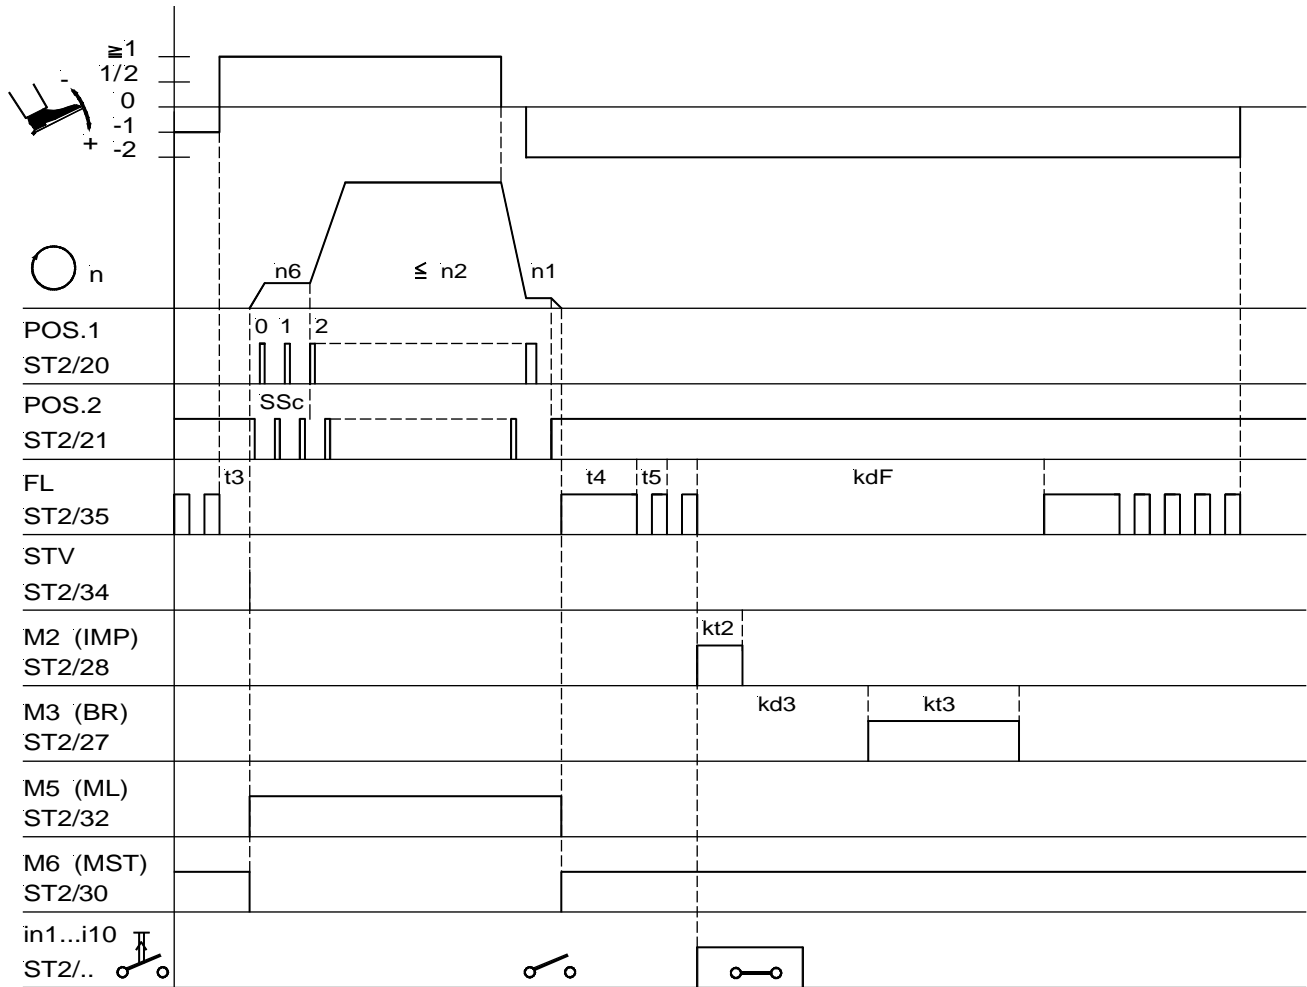 ≧1
1/2
0
-1
-2
-
+
n
n6
≦ n2
n1
POS.1
ST2/20
0 1 2
POS.2
ST2/21
SSc
FL
ST2/35
t3
t4
t5
kdF
STV
ST2/34
M2 (IMP)
ST2/28
kt2
M3 (BR)
ST2/27
kd3
kt3
M5 (ML)
ST2/32
M6 (MST)
ST2/30
in1...i10
ST2/..